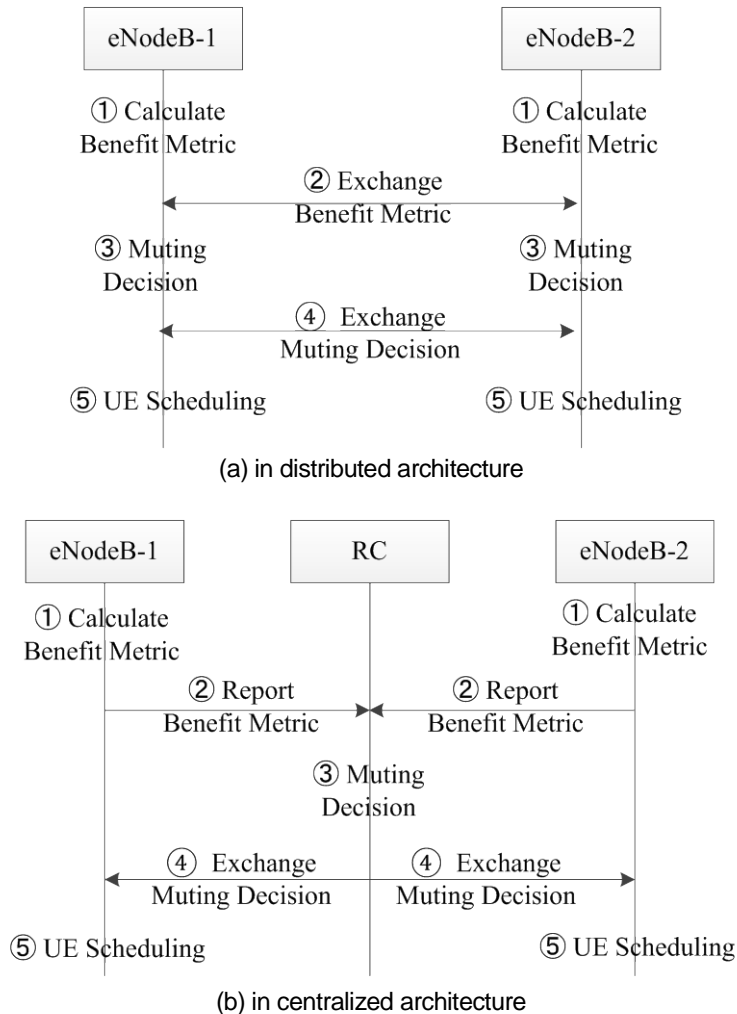 eNodeB-1
eNodeB-2
① Calculate
Benefit Metric
① Calculate
Benefit Metric
② Exchange
Benefit Metric
③ Muting
Decision
③ Muting
Decision
④ Exchange
Muting Decision
⑤ UE Scheduling
⑤ UE Scheduling
(a) in distributed architecture
eNodeB-1
RC
eNodeB-2
① Calculate
Benefit Metric
① Calculate
Benefit Metric
② Report
Benefit Metric
② Report
Benefit Metric
③ Muting
Decision
④ Exchange
Muting Decision
④ Exchange
Muting Decision
⑤ UE Scheduling
⑤ UE Scheduling
(b) in centralized architecture